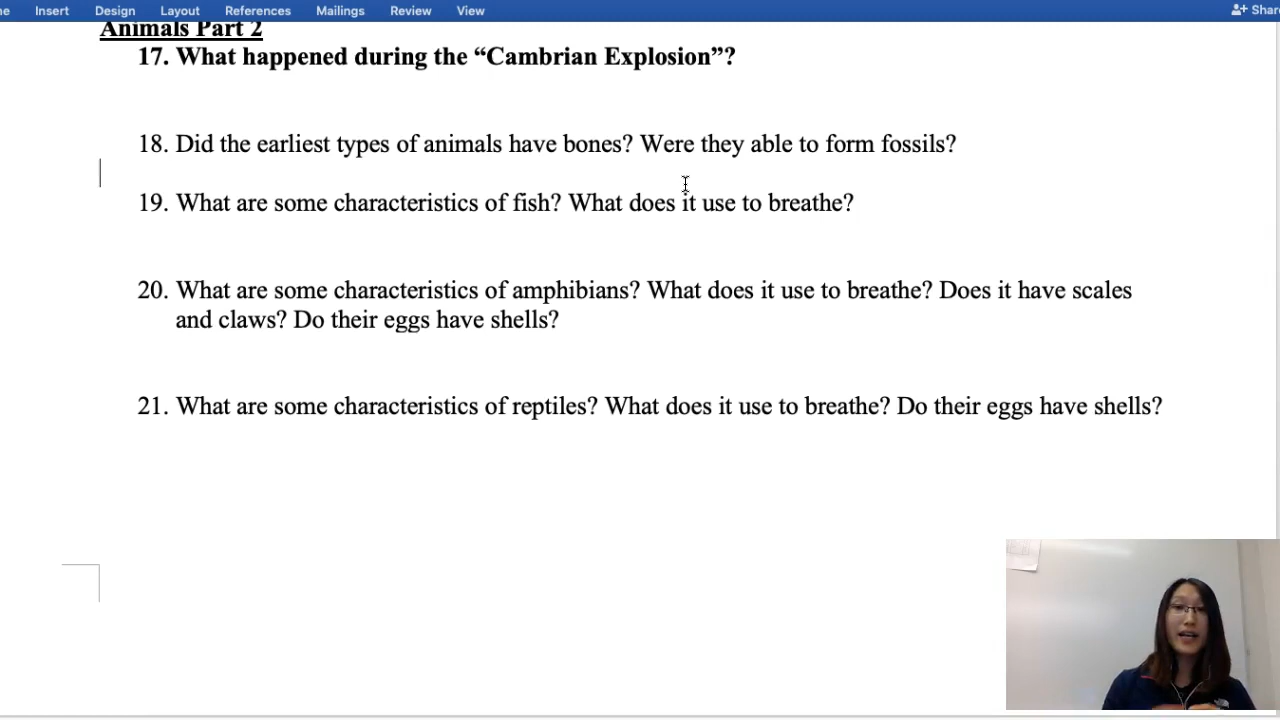 Insert Design Layout References Mailings Review View
Animals Part 2
17. What happened during the “Cambrian Explosion”?
18. Did the earliest types of animals have bones? Were they able to form fossils?
19. What are some characteristics of fish? What does it use to breathe?
20. What are some characteristics of amphibians? What does it use to breathe? Does it have scales
and claws? Do their eggs have shells?
21. What are some characteristics of reptiles? What does it use to breathe? Do their eggs have shells?